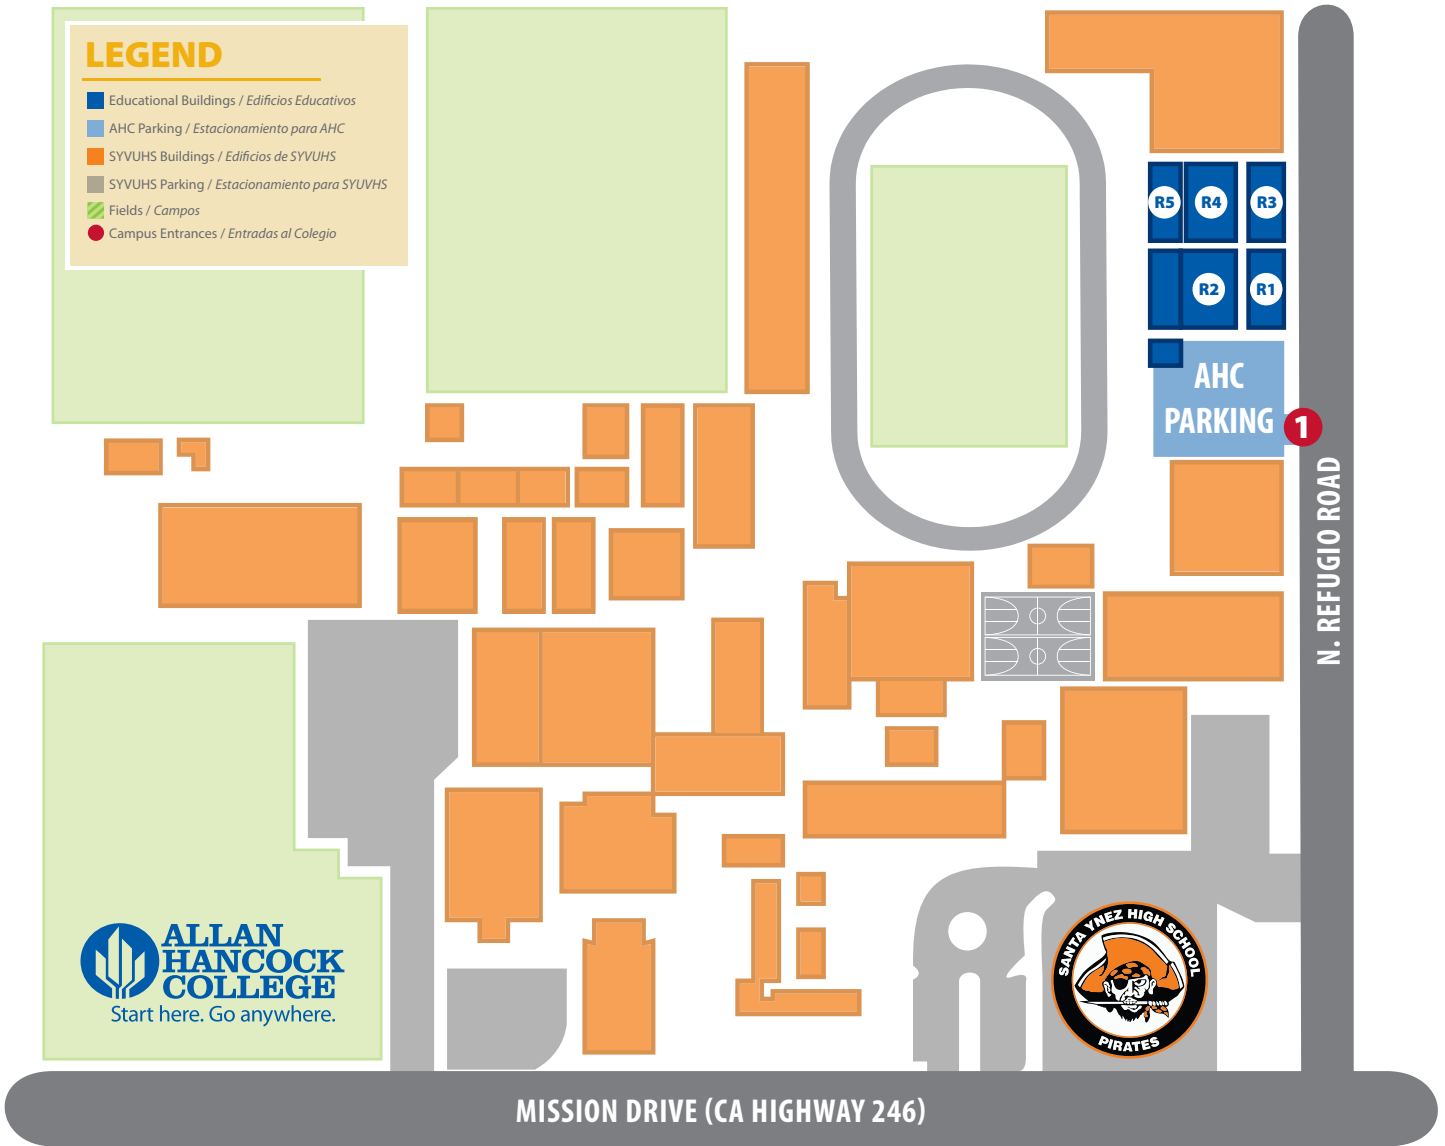 LEGEND
Educational Buildings / Edificios Educativos
AHC Parking / Estacionamiento para AHC
SYVUHS Buildings / Edificios de SYVUHS
SYVUHS Parking / Estacionamiento para SYUVHS
Fields / Campos
Campus Entrances / Entradas al Colegio
R5
R4
R3
R2
R1
AHC
PARKING
1
N. REFUGIO ROAD
ALLAN
HANCOCK
COLLEGE
Start here. Go anywhere.
SANTA YNEZ HIGH SCHOOL
PIRATES
MISSION DRIVE (CA HIGHWAY 246)